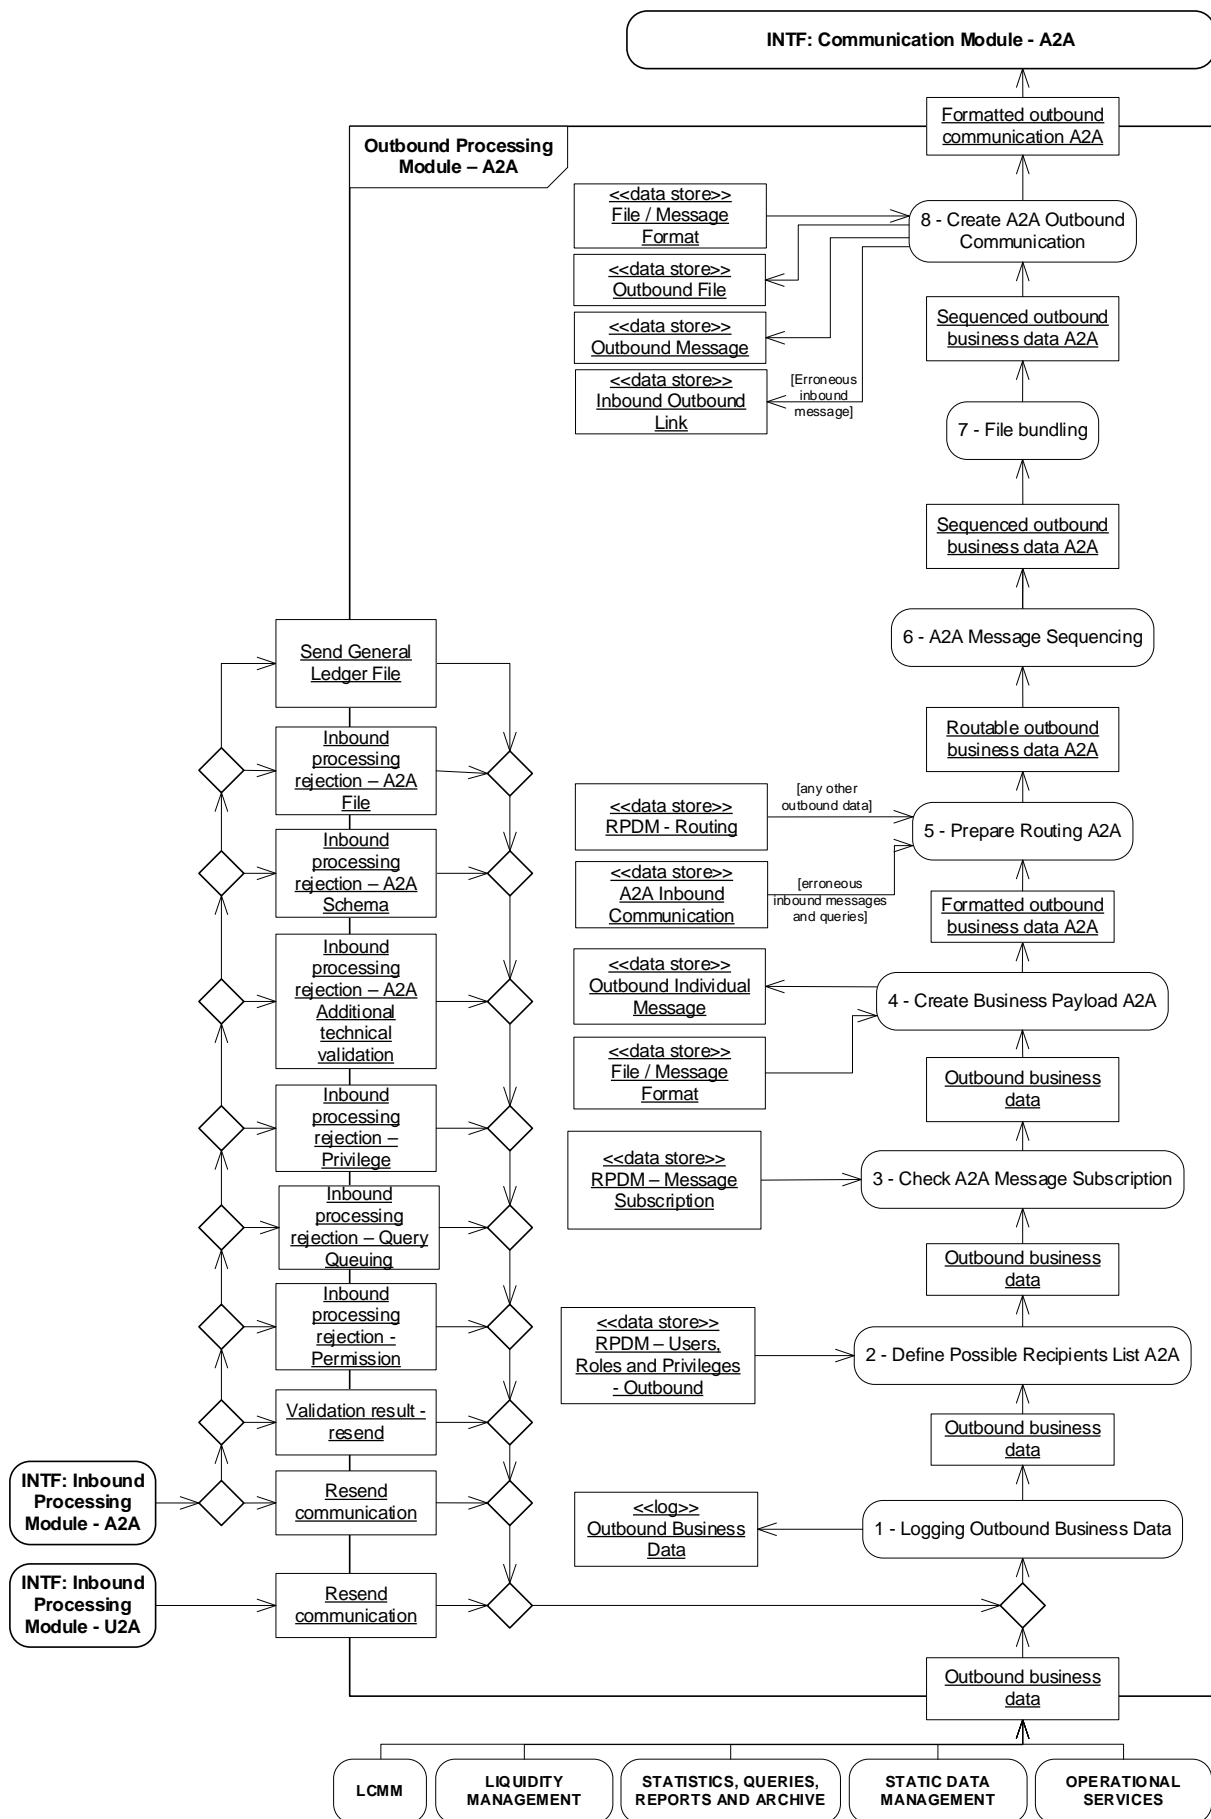 INTF: Communication Module - A2A
Formatted outbound
communication A2A
Outbound Processing
Module – A2A
<<data store>>
File / Message
Format
8 - Create A2A Outbound
Communication
<<data store>>
Outbound File
<<data store>>
Outbound Message
<<data store>>
Inbound Outbound
Link
[Erroneous
inbound
message]
Sequenced outbound
business data A2A
7 - File bundling
Sequenced outbound
business data A2A
6 - A2A Message Sequencing
Send General
Ledger File
Routable outbound
business data A2A
Inbound
processing
rejection – A2A
File
[any other
outbound data]
<<data store>>
RPDM - Routing
5 - Prepare Routing A2A
Inbound
processing
rejection – A2A
Schema
<<data store>>
A2A Inbound
Communication
[erroneous
inbound messages
and queries]
Formatted outbound
business data A2A
Inbound
processing
rejection – A2A
Additional
technical
validation
<<data store>>
Outbound Individual
Message
4 - Create Business Payload A2A
<<data store>>
File / Message
Format
Outbound business
data
Inbound
processing
rejection –
Privilege
<<data store>>
RPDM – Message
Subscription
3 - Check A2A Message Subscription
Inbound
processing
rejection – Query
Queuing
Outbound business
data
Inbound
processing
rejection -
Permission
<<data store>>
RPDM – Users,
Roles and Privileges
- Outbound
2 - Define Possible Recipients List A2A
Validation result -
resend
Outbound business
data
INTF: Inbound
Processing
Module - A2A
Resend
communication
<<log>>
Outbound Business
Data
1 - Logging Outbound Business Data
INTF: Inbound
Processing
Module - U2A
Resend
communication
Outbound business
data
LCMM
LIQUIDITY
MANAGEMENT
STATISTICS, QUERIES,
REPORTS AND ARCHIVE
STATIC DATA
MANAGEMENT
OPERATIONAL
SERVICES